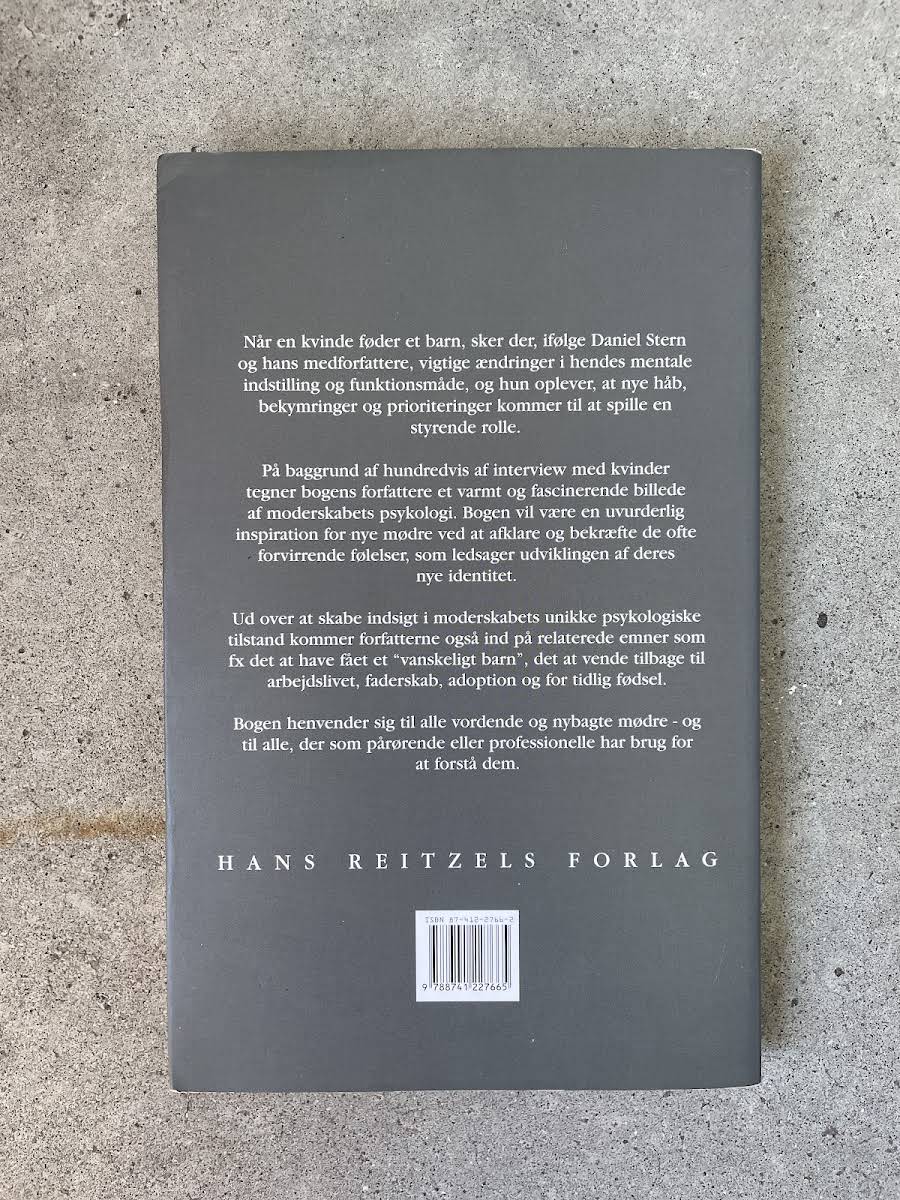 Når en kvinde føder et barn, sker der, ifølge Daniel Stern
og hans medforfattere, vigtige ændringer i hendes mentale
indstilling og funktionsmåde, og hun oplever, at nye håb,
bekymringer og prioriteringer kommer til at spille en
styrende rolle.
På baggrund af hundredvis af interview med kvinder
tegner bogens forfattere et varmt og fascinerende billede
af moderskabets psykologi. Bogen vil være en uvurderlig
inspiration for nye mødre ved at afklare og bekræfte de ofte
forvirrende følelser, som ledsager udviklingen af deres
nye identitet.
Ud over at skabe indsigt i moderskabets unikke psykologiske
tilstand kommer forfatterne også ind på relaterede emner som
fx det at have fået et “vanskeligt barn”, det at vende tilbage til
arbejdslivet, faderskab, adoption og for tidlig fødsel.
Bogen henvender sig til alle vordende og nybagte mødre - og
til alle, der som pårørende eller professionelle har brug for
at forstå dem.
HANS REITZELS FORLAG
ISBN 87-412-2766-2
9 788741 227665